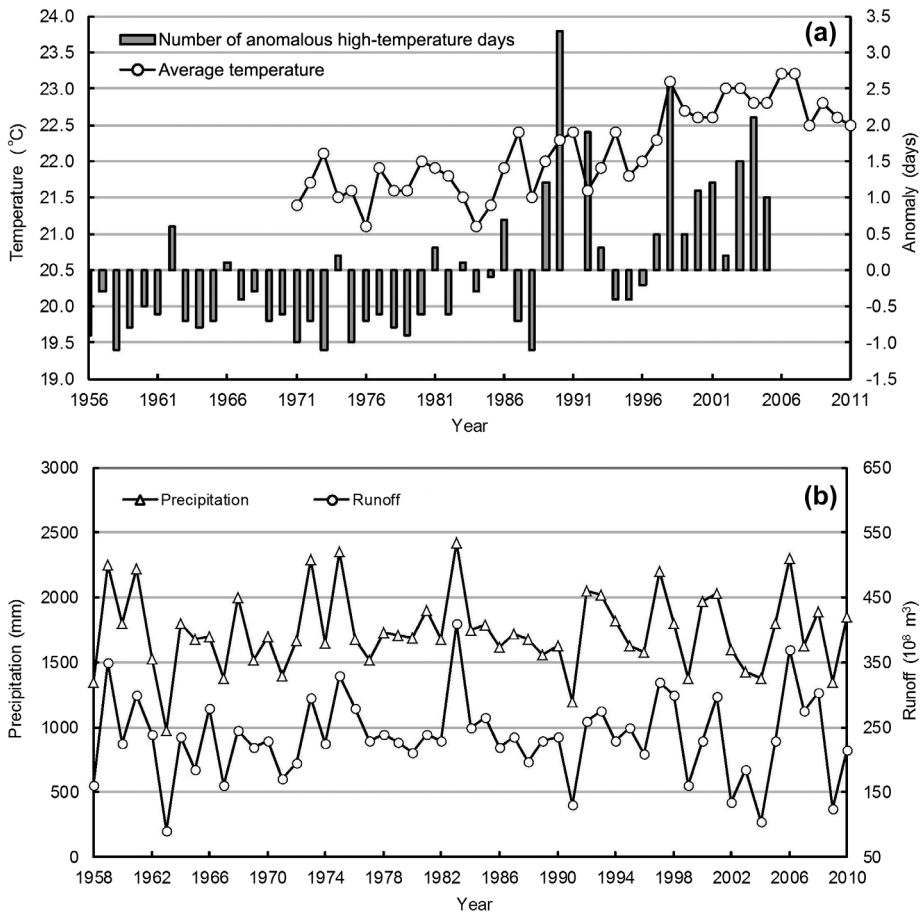 (a)
Number of anomalous high-temperature days
Average temperature
Temperature (°C)
24.0
23.5
23.0
22.5
22.0
21.5
21.0
20.5
20.0
19.5
19.0
Anomaly (days)
3.5
3.0
2.5
2.0
1.5
1.0
0.5
0.0
-0.5
-1.0
-1.5
1956 1961 1966 1971 1976 1981 1986 1991 1996 2001 2006 2011
Year
(b)
Precipitation Runoff
Precipitation (mm)
3000
2500
2000
1500
1000
500
0
Runoff (10⁸ m³)
650
550
450
350
250
150
50
1958 1962 1966 1970 1974 1978 1982 1986 1990 1994 1998 2002 2006 2010
Year